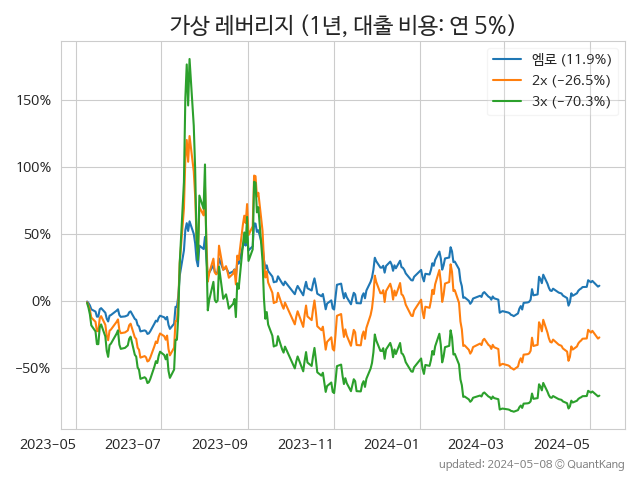 가상 레버리지 (1년, 대출 비용: 연 5%)
엠로 (11.9%)
2x (−26.5%)
3x (−70.3%)
150%
100%
50%
0%
−50%
2023-05 2023-07 2023-09 2023-11 2024-01 2024-03 2024-05
updated: 2024-05-08 © QuantKang